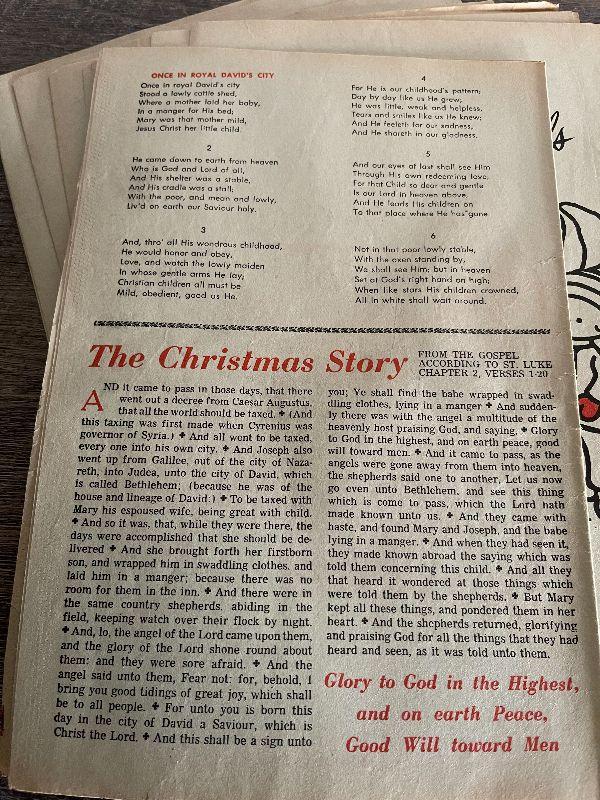 ONCE IN ROYAL DAVID'S CITY
Once in royal David's city
Stood a lowly cattle shed,
Where a mother laid her baby,
In a manger for His bed;
Mary was that mother mild,
Jesus Christ her little child.
2
He came down to earth from heaven
Who is God and Lord of all,
And His shelter was a stable,
And His cradle was a stall;
With the poor, and mean and lowly,
Liv'd on earth our Saviour holy.
3
And, thro' all His wondrous childhood,
He would honor and obey,
Love, and watch the lowly maiden
In whose gentle arms He lay;
Christian children all must be
Mild, obedient, good as He.
4
For He is our childhood's pattern;
Day by day like us He grew;
He was little, weak and helpless,
Tears and smiles like us He knew;
And He feeleth for our sadness,
And He shareth in our gladness.
5
And our eyes at last shall see Him
Through His own redeeming love,
For that Child so dear and gentle
Is our Lord in heaven above
And He leads His children on
To that place where He has gone
6
Not in that poor lowly stable,
With the oxen standing by,
We shall see Him; but in heaven
Set at God's right hand on high;
When like stars His children crowned,
All in white shall wait around.
The Christmas Story
FROM THE GOSPEL
ACCORDING TO ST. LUKE
CHAPTER 2, VERSES 1-20
AND it came to pass in those days, that there
went out a decree from Caesar Augustus,
that all the world should be taxed. ✦ (And
this taxing was first made when Cyrenius was
governor of Syria.) ✦ And all went to be taxed,
every one into his own city. ✦ And Joseph also
went up from Galilee, out of the city of Naza-
reth, into Judea, unto the city of David, which
is called Bethlehem; (because he was of the
house and lineage of David:) ✦ To be taxed with
Mary his espoused wife, being great with child.
✦ And so it was, that, while they were there, the
days were accomplished that she should be de-
livered ✦ And she brought forth her firstborn
son, and wrapped him in swaddling clothes, and
laid him in a manger; because there was no
room for them in the inn. ✦ And there were in
the same country shepherds, abiding in the
field, keeping watch over their flock by night.
✦ And, lo, the angel of the Lord came upon them,
and the glory of the Lord shone round about
them: and they were sore afraid. ✦ And the
angel said unto them, Fear not: for, behold, I
bring you good tidings of great joy, which shall
be to all people. ✦ For unto you is born this
day in the city of David a Saviour, which is
Christ the Lord. ✦ And this shall be a sign unto
you; Ye shall find the babe wrapped in swad-
dling clothes, lying in a manger ✦ And sudden-
ly there was with the angel a multitude of the
heavenly host praising God, and saying, ✦ Glory
to God in the highest, and on earth peace, good
will toward men. ✦ And it came to pass, as the
angels were gone away from them into heaven,
the shepherds said one to another, Let us now
go even unto Bethlehem, and see this thing
which is come to pass, which the Lord hath
made known unto us. ✦ And they came with
haste, and found Mary and Joseph, and the babe
lying in a manger. ✦ And when they had seen it,
they made known abroad the saying which was
told them concerning this child. ✦ And all they
that heard it wondered at those things which
were told them by the shepherds. ✦ But Mary
kept all these things, and pondered them in her
heart. ✦ And the shepherds returned, glorifying
and praising God for all the things that they had
heard and seen, as it was told unto them.
Glory to God in the Highest,
and on earth Peace,
Good Will toward Men